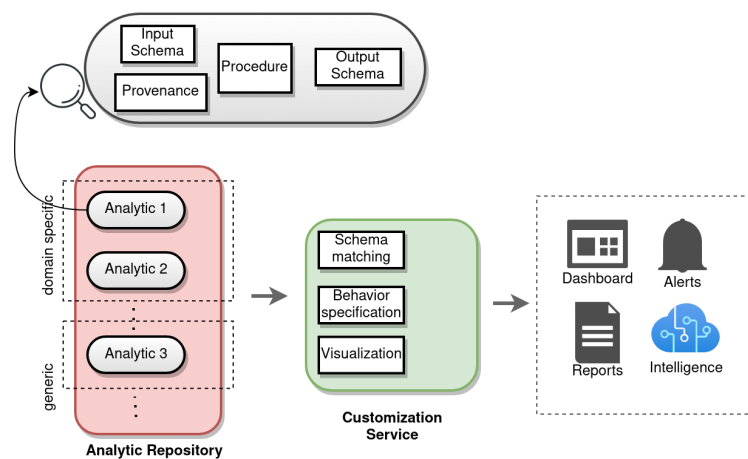 Input
Schema
Provenance
Procedure
Output
Schema
domain specific
Analytic 1
Analytic 2
generic
Analytic 3
Analytic Repository
Schema
matching
Behavior
specification
Visualization
Customization
Service
Dashboard
Alerts
Reports
Intelligence